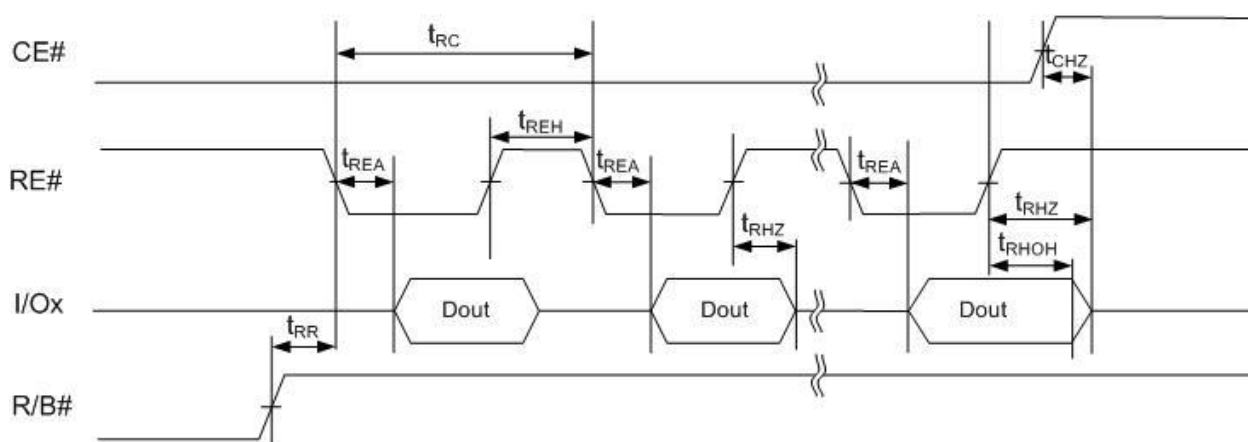 CE#
tRC
tCHZ
tREH
RE#
tREA
tREA
tREA
tRHZ
tRHZ
tRHOH
I/Ox
Dout
Dout
Dout
tRR
R/B#